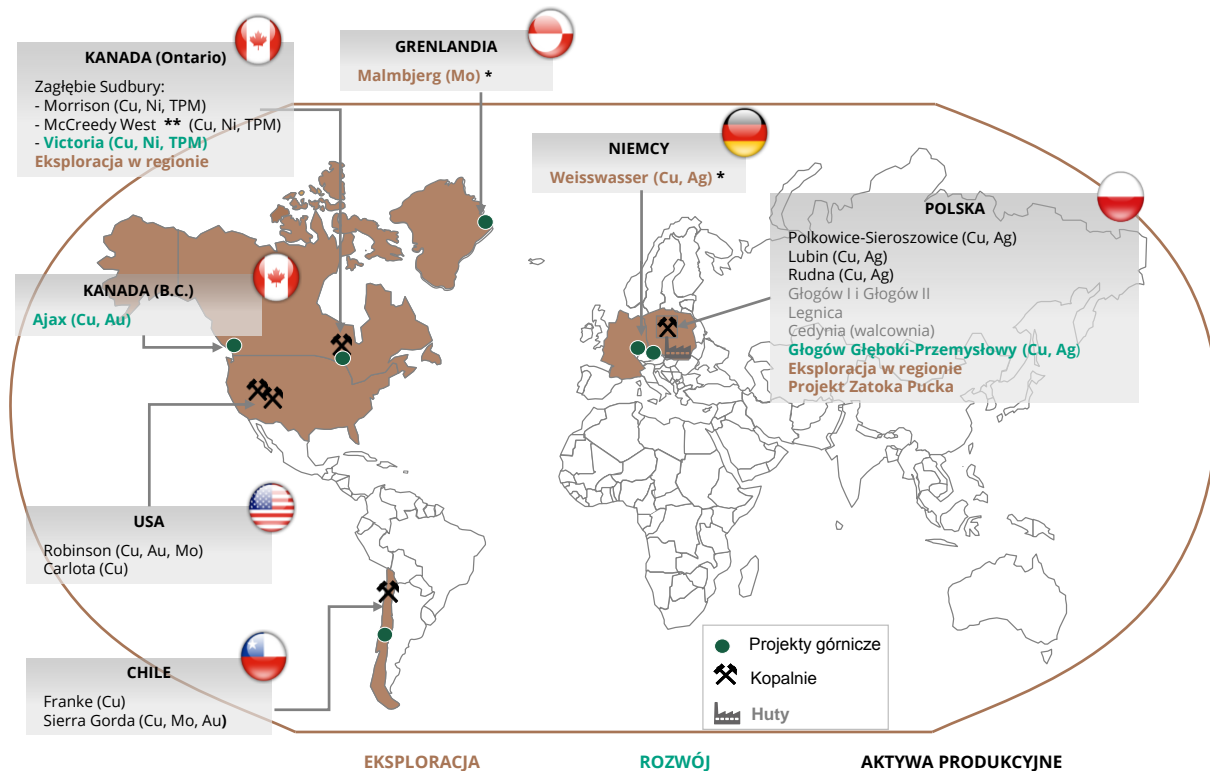 KANADA (Ontario)
Zagłębie Sudbury:
- Morrison (Cu, Ni, TPM)
- McCreedy West ** (Cu, Ni, TPM)
- Victoria (Cu, Ni, TPM)
Eksploracja w regionie
GRENLANDIA
Malmbjerg (Mo) *
NIEMCY
Weisswasser (Cu, Ag) *
POLSKA
Polkowice-Sieroszowice (Cu, Ag)
Lubin (Cu, Ag)
Rudna (Cu, Ag)
Głogów I i Głogów II
Legnica
Cedynia (walcownia)
Głogów Głęboki-Przemysłowy (Cu, Ag)
Eksploracja w regionie
Projekt Zatoka Pucka
KANADA (B.C.)
Ajax (Cu, Au)
USA
Robinson (Cu, Au, Mo)
Carlota (Cu)
CHILE
Franke (Cu)
Sierra Gorda (Cu, Mo, Au)
Projekty górnicze
Kopalnie
Huty
EKSPLORACJA
ROZWÓJ
AKTYWA PRODUKCYJNE